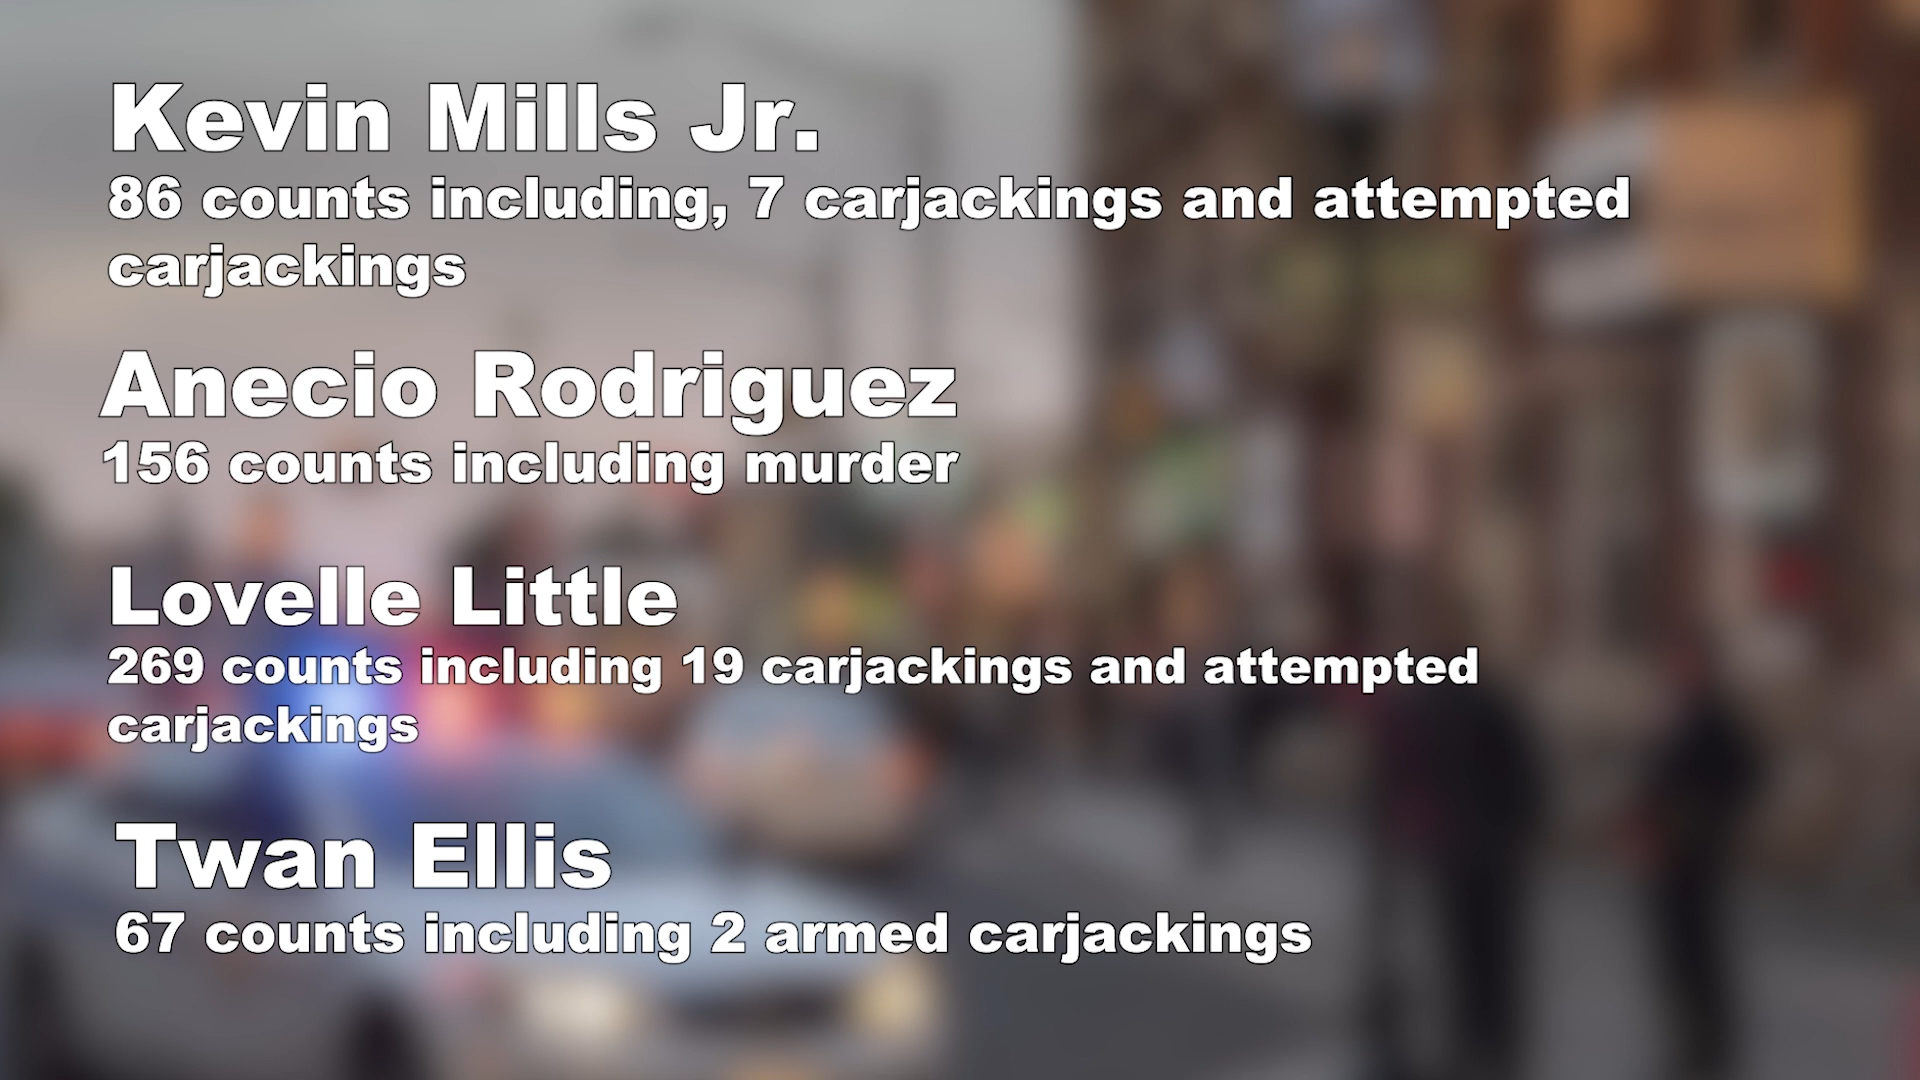 Kevin Mills Jr.
86 counts including, 7 carjackings and attempted
carjackings
Anecio Rodriguez
156 counts including murder
Lovelle Little
269 counts including 19 carjackings and attempted
carjackings
Twan Ellis
67 counts including 2 armed carjackings